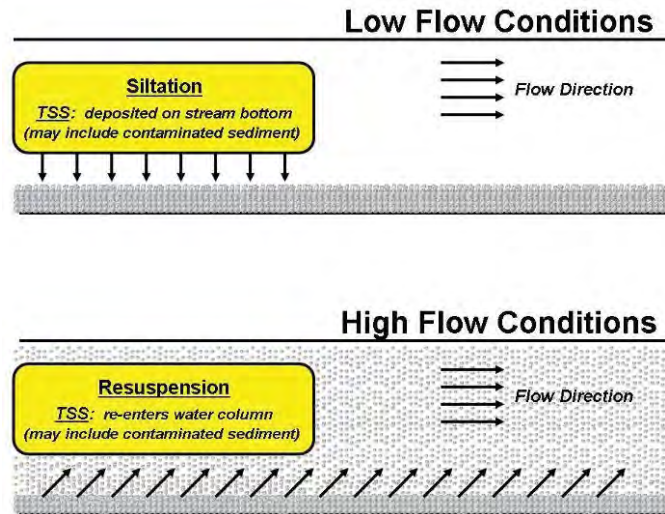 Low Flow Conditions
Siltation
TSS: deposited on stream bottom
(may include contaminated sediment)
Flow Direction
High Flow Conditions
Resuspension
TSS: re-enters water column
(may include contaminated sediment)
Flow Direction